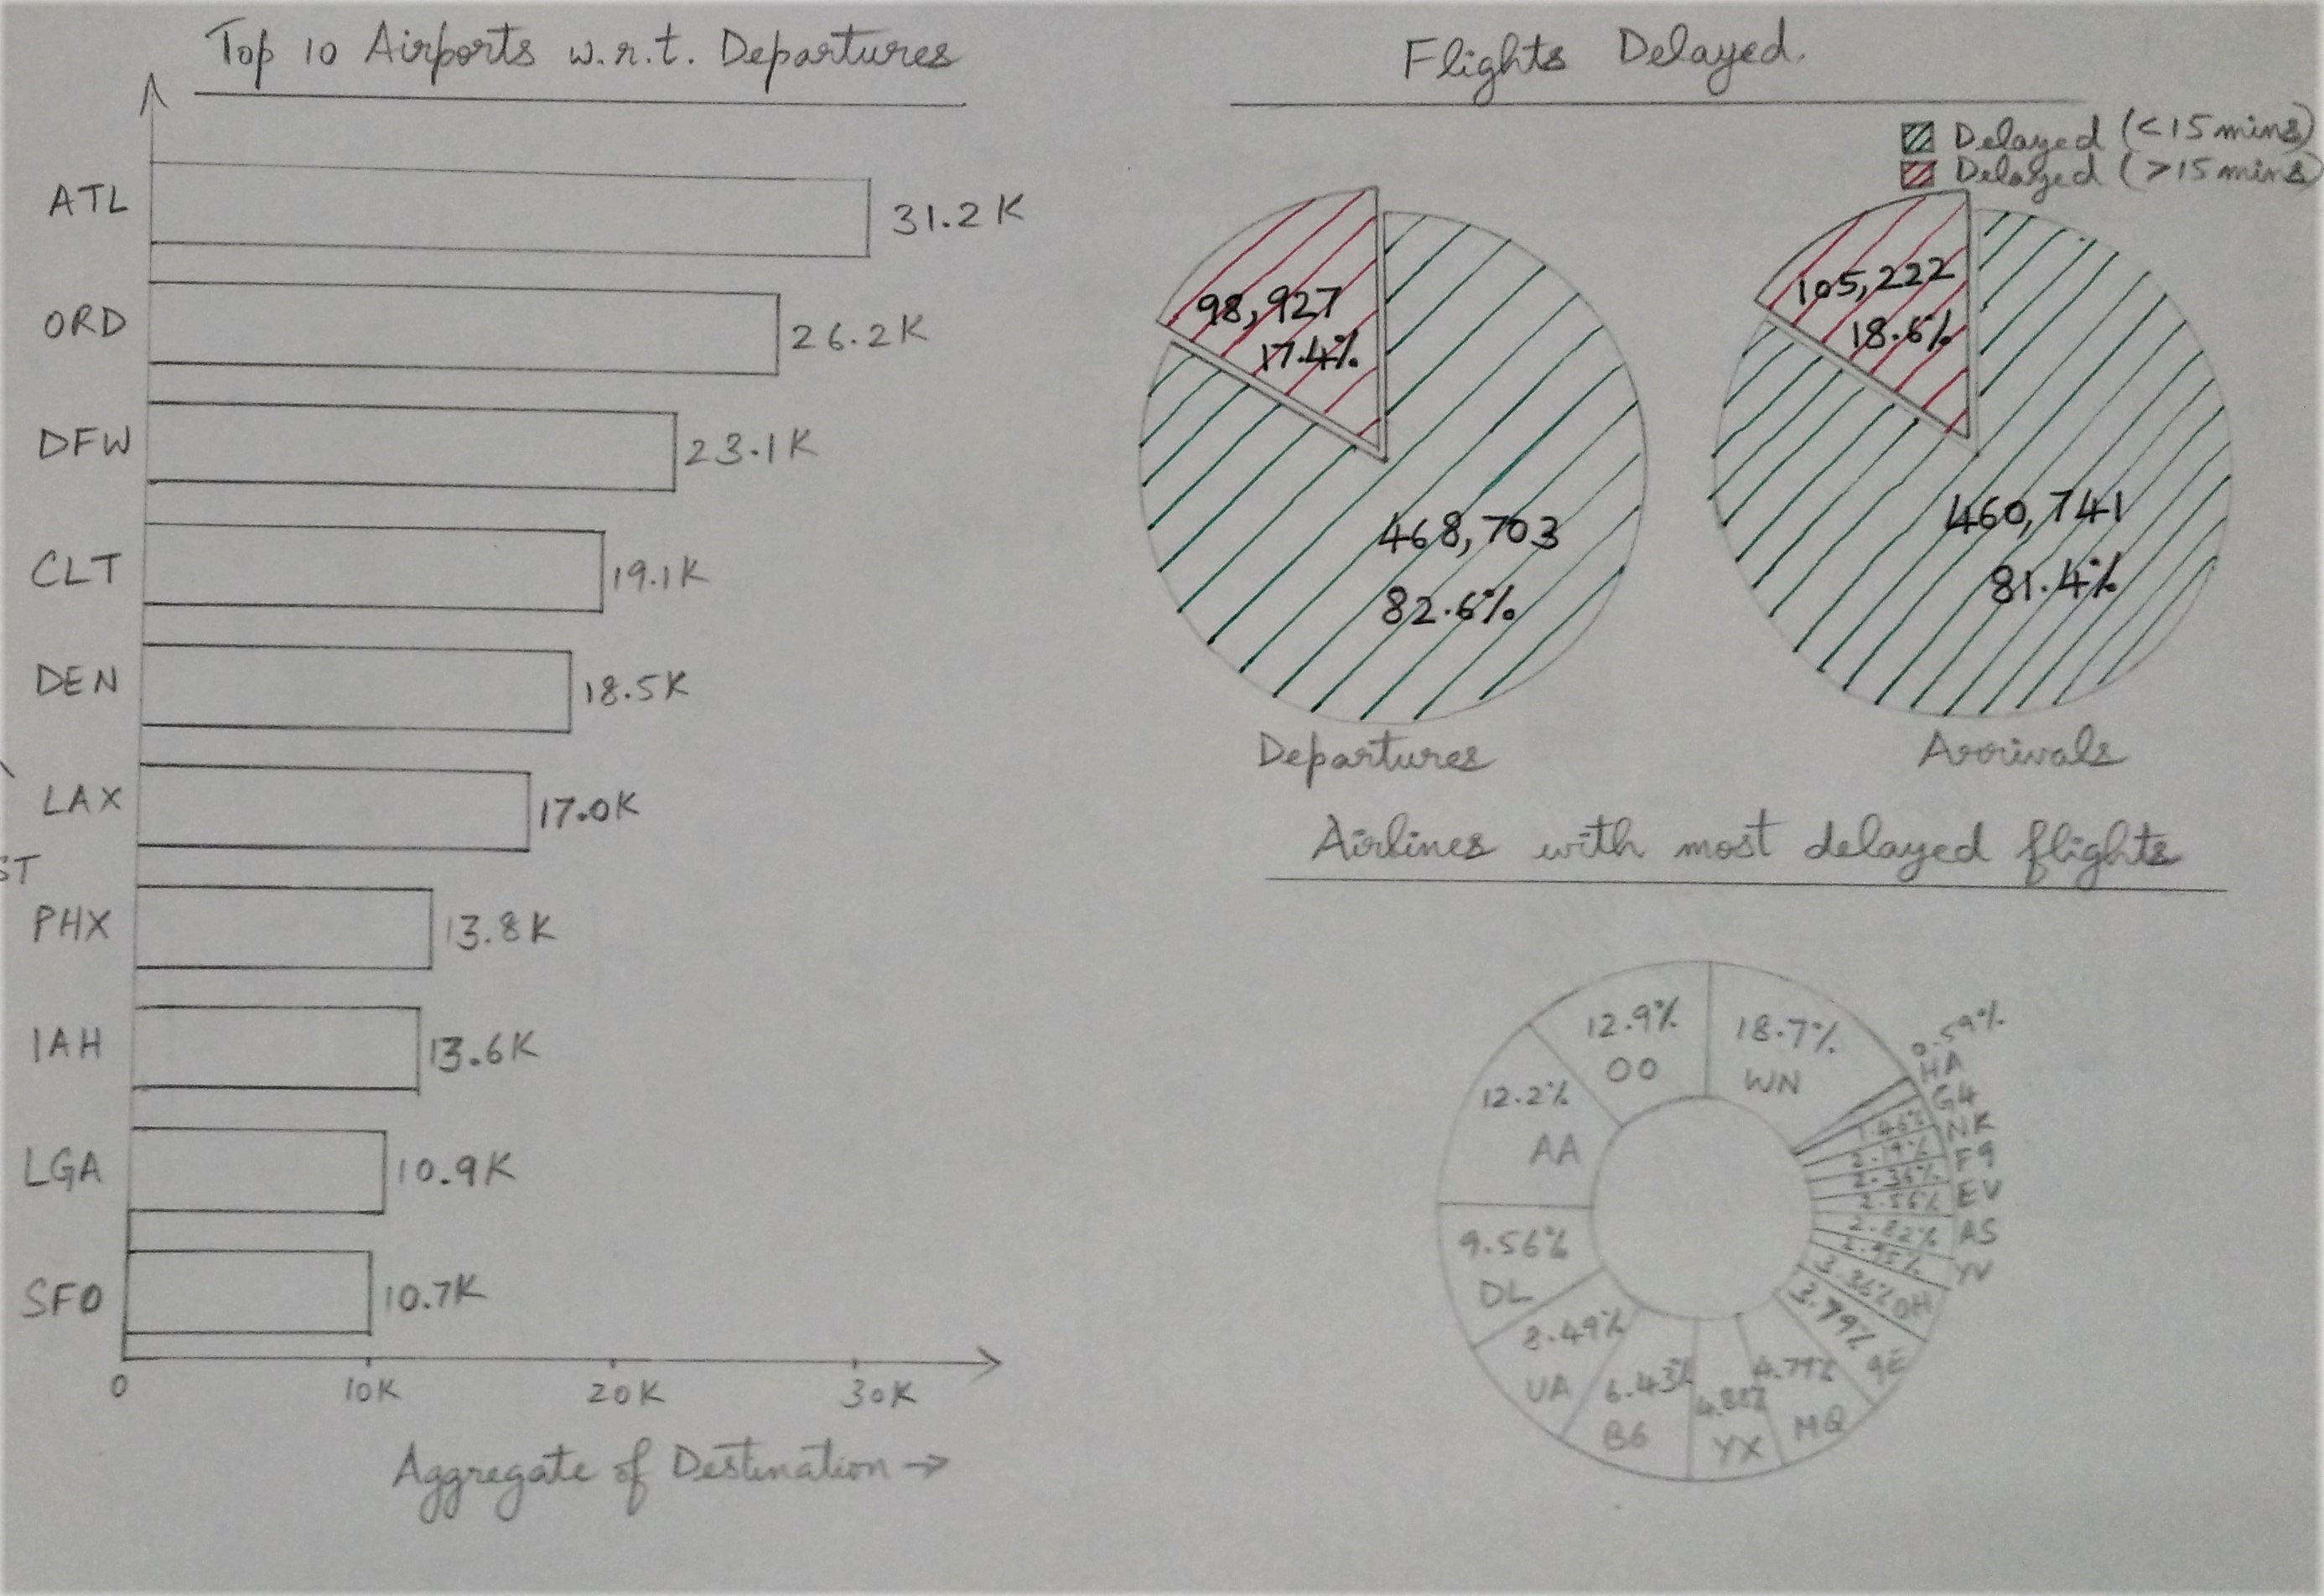 Top 10 Airports w.r.t. Departures
ATL
31.2K
ORD
26.2K
DFW
23.1K
CLT
19.1K
DEN
18.5K
LAX
17.0K
ST
PHX
13.8K
IAH
13.6K
LGA
10.9K
SFO
10.7K
0
10K
20K
30K
Aggregate of Destination →
Flights Delayed.
Delayed (<15mins)
Delayed (>15mins)
98,927
17.4%
468,703
82.6%
Departures
105,222
18.6%
460,741
81.4%
Arrivals
Airlines with most delayed flights
18.7%
WN
0.59%
HA
G4
1.46%
NK
2.19%
F9
2.36%
EV
2.56%
AS
2.82%
YV
2.95%
OH
3.36%
3.79%
9E
4.79%
MQ
4.88%
YX
6.43%
B6
8.49%
UA
9.56%
DL
12.2%
AA
12.9%
OO